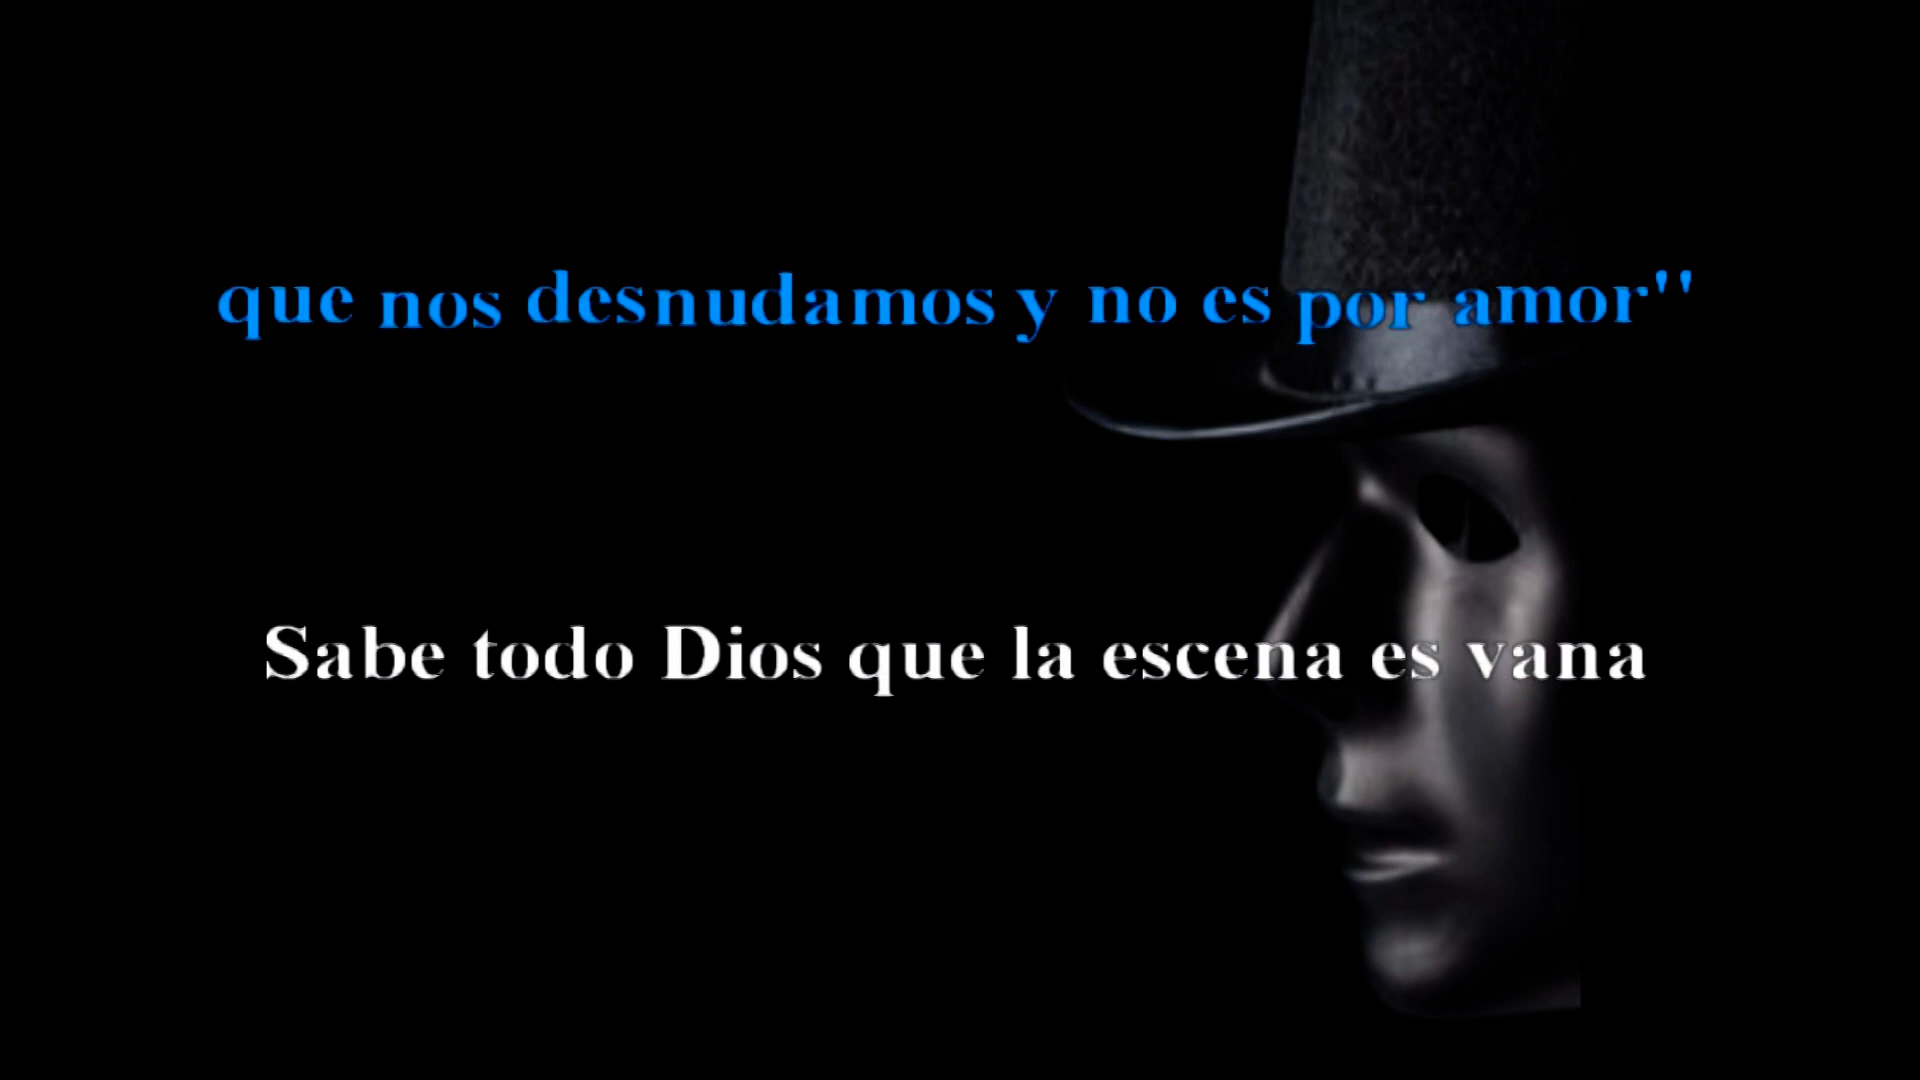 que nos desnudamos y no es por amor"
Sabe todo Dios que la escena es vana